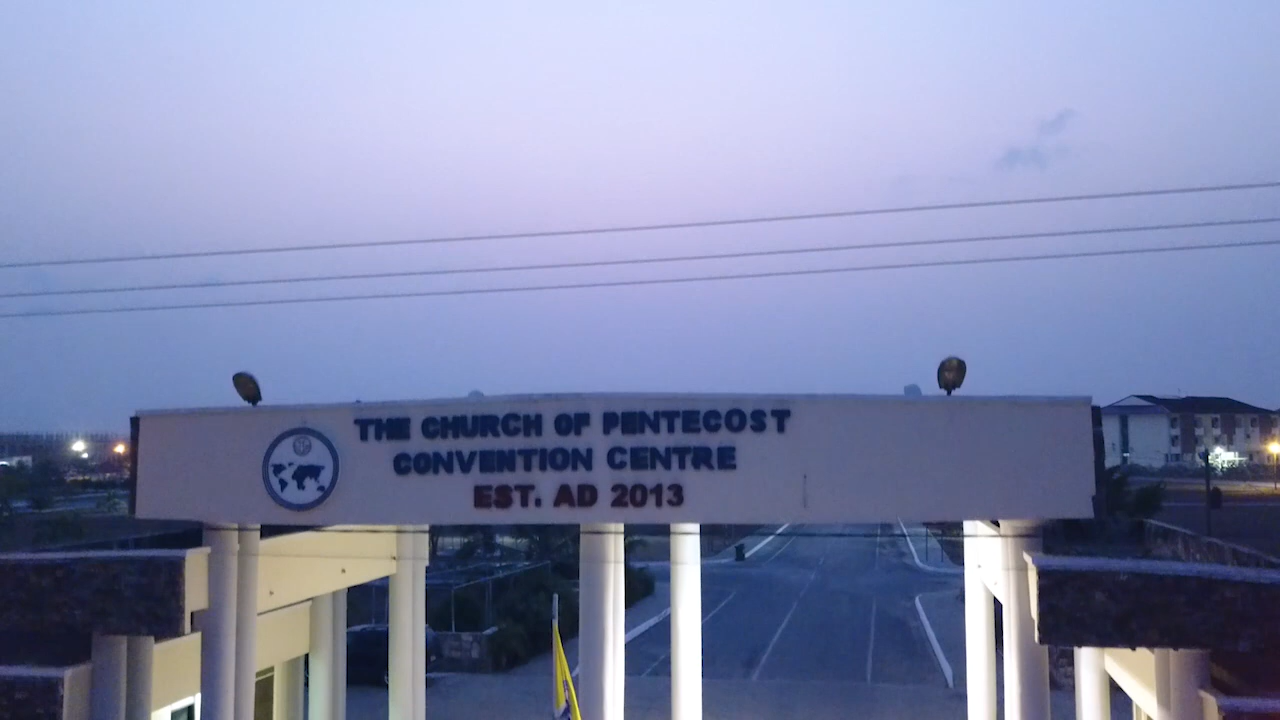 THE CHURCH OF PENTECOST
CONVENTION CENTRE
EST. AD 2013